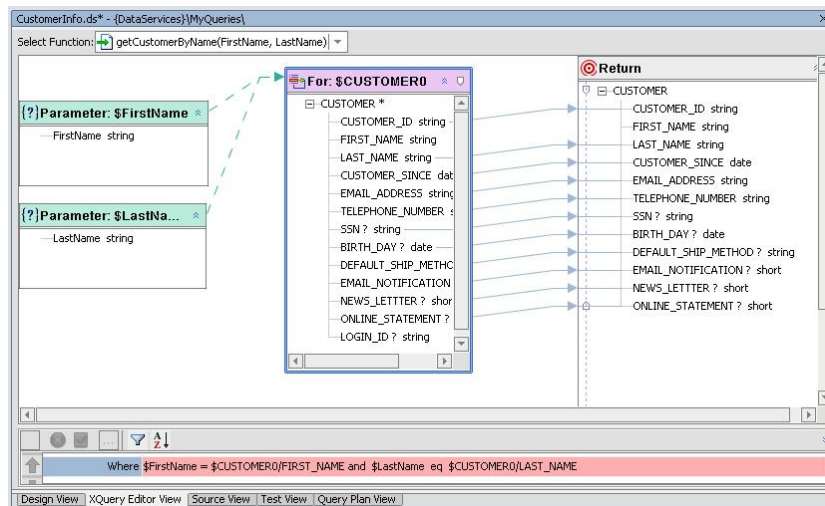 CustomerInfo.ds* - {DataServices}\MyQueries\
Select Function: getCustomerByName(FirstName, LastName)
{?}Parameter: $FirstName
FirstName string
{?}Parameter: $LastNa...
LastName string
For: $CUSTOMER0
CUSTOMER *
CUSTOMER_ID string
FIRST_NAME string
LAST_NAME string
CUSTOMER_SINCE dat
EMAIL_ADDRESS string
TELEPHONE_NUMBER s
SSN ? string
BIRTH_DAY ? date
DEFAULT_SHIP_METHO
EMAIL_NOTIFICATION
NEWS_LETTTER ? shor
ONLINE_STATEMENT ?
LOGIN_ID ? string
Return
CUSTOMER
CUSTOMER_ID string
FIRST_NAME string
LAST_NAME string
CUSTOMER_SINCE date
EMAIL_ADDRESS string
TELEPHONE_NUMBER string
SSN ? string
BIRTH_DAY ? date
DEFAULT_SHIP_METHOD ? string
EMAIL_NOTIFICATION ? short
NEWS_LETTTER ? short
ONLINE_STATEMENT ? short
Where $FirstName = $CUSTOMER0/FIRST_NAME and $LastName eq $CUSTOMER0/LAST_NAME
Design View XQuery Editor View Source View Test View Query Plan View